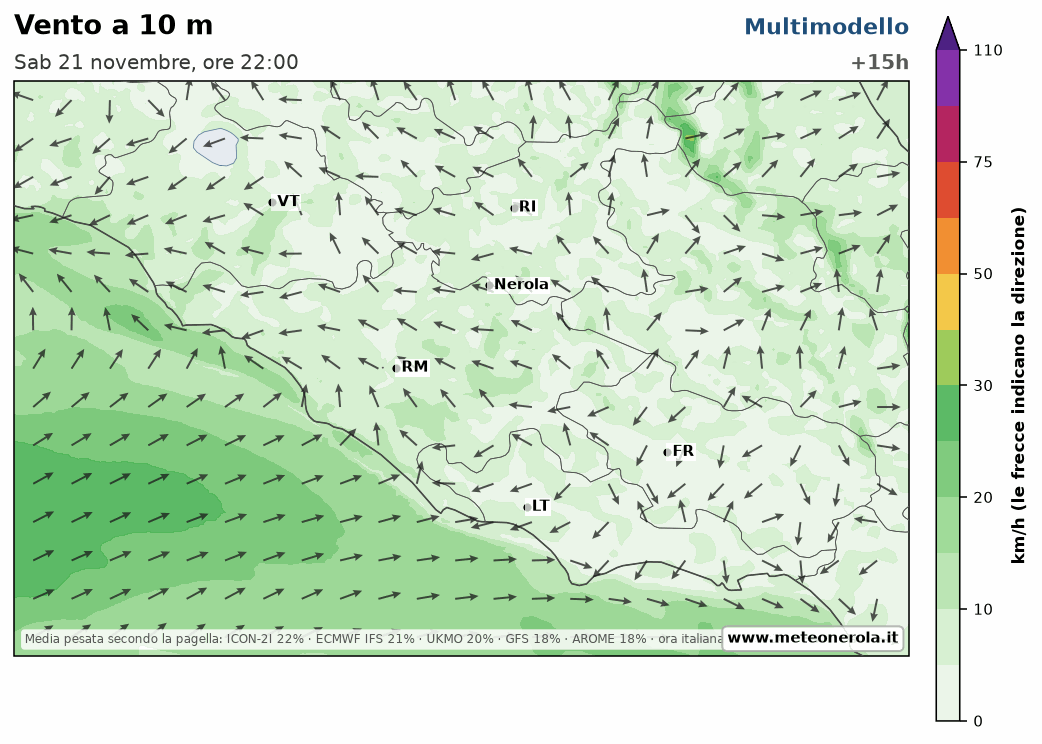 Vento a 10 m
Multimodello
Sab 21 novembre, ore 22:00
+15h
110
75
50
30
20
10
0
km/h (le frecce indicano la direzione)
VT
RI
Nerola
RM
FR
LT
Media pesata secondo la pagella: ICON-2I 22% · ECMWF IFS 21% · UKMO 20% · GFS 18% · AROME 18% · ora italiana
www.meteonerola.it